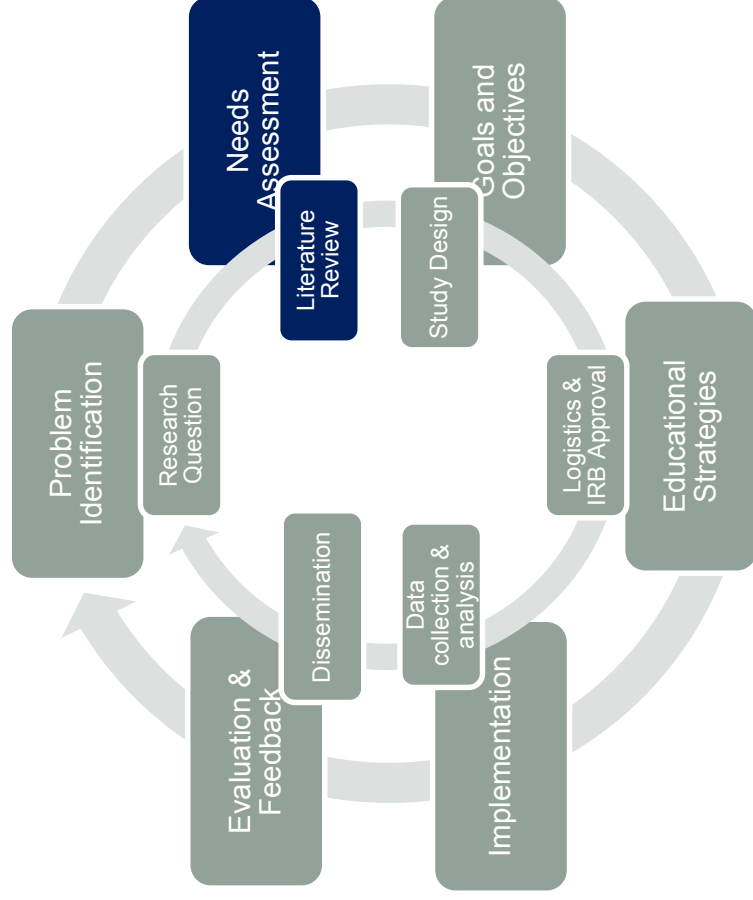 Problem
Identification
Research
Question
Needs
Assessment
Literature
Review
Goals and
Objectives
Study Design
Educational
Strategies
Logistics &
IRB Approval
Implementation
Data
collection &
analysis
Evaluation &
Feedback
Dissemination